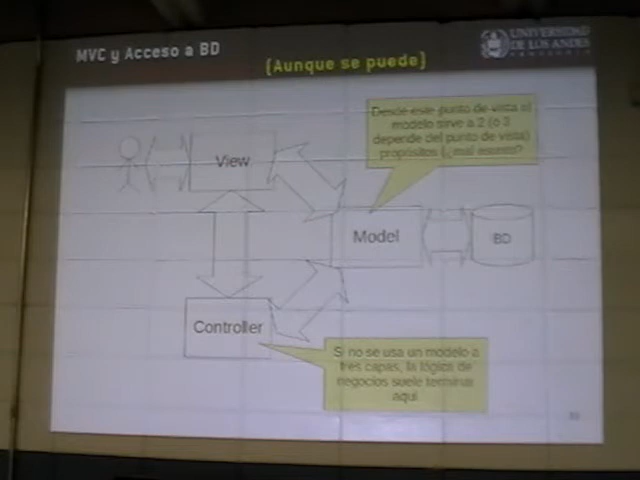 MVC y Acceso a BD
(Aunque se puede)
UNIVERSIDAD
DE LOS ANDES
Desde este punto de vista el
modelo sirve a 2 (o 3
depende del punto de vista)
propósitos (¿mal asunto?
View
Model
BD
Controller
Si no se usa un modelo a
tres capas, la lógica de
negocios suele terminar
aquí